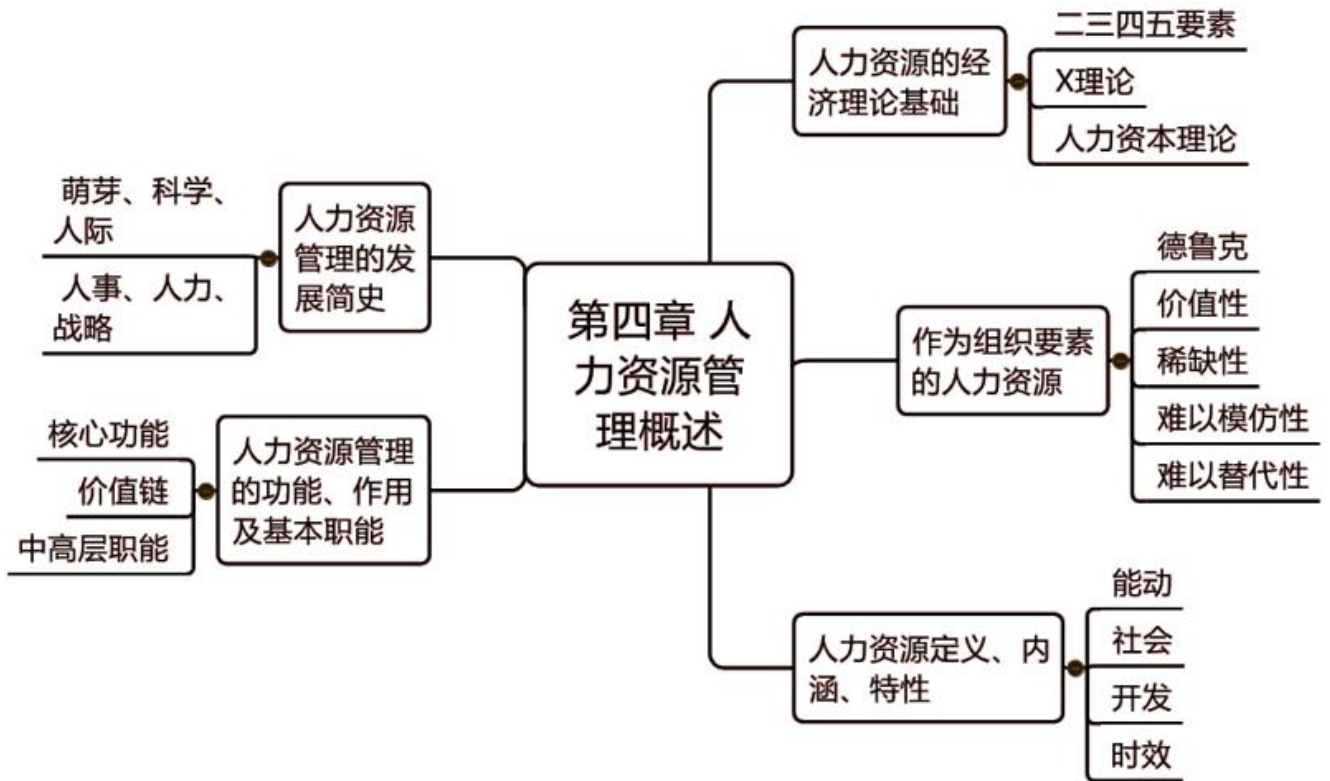 第四章 人
力资源管
理概述
人力资源的经
济理论基础
二三四五要素
X理论
人力资本理论
作为组织要素
的人力资源
德鲁克
价值性
稀缺性
难以模仿性
难以替代性
人力资源定义、内
涵、特性
能动
社会
开发
时效
人力资源
管理的发
展简史
萌芽、科学、
人际
人事、人力、
战略
人力资源管理
的功能、作用
及基本职能
核心功能
价值链
中高层职能